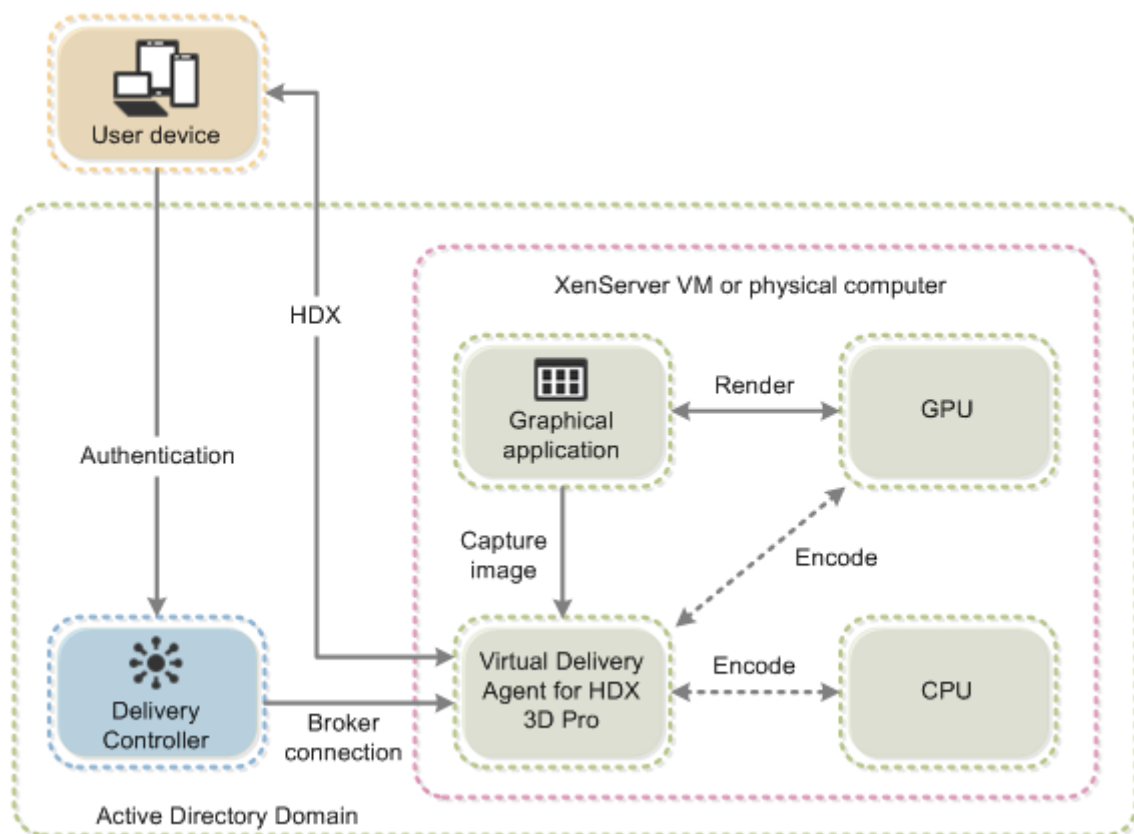 User device
XenServer VM or physical computer
HDX
Render
Graphical
application
GPU
Authentication
Capture
image
Encode
Virtual Delivery
Agent for HDX
3D Pro
Encode
CPU
Delivery
Controller
Broker
connection
Active Directory Domain